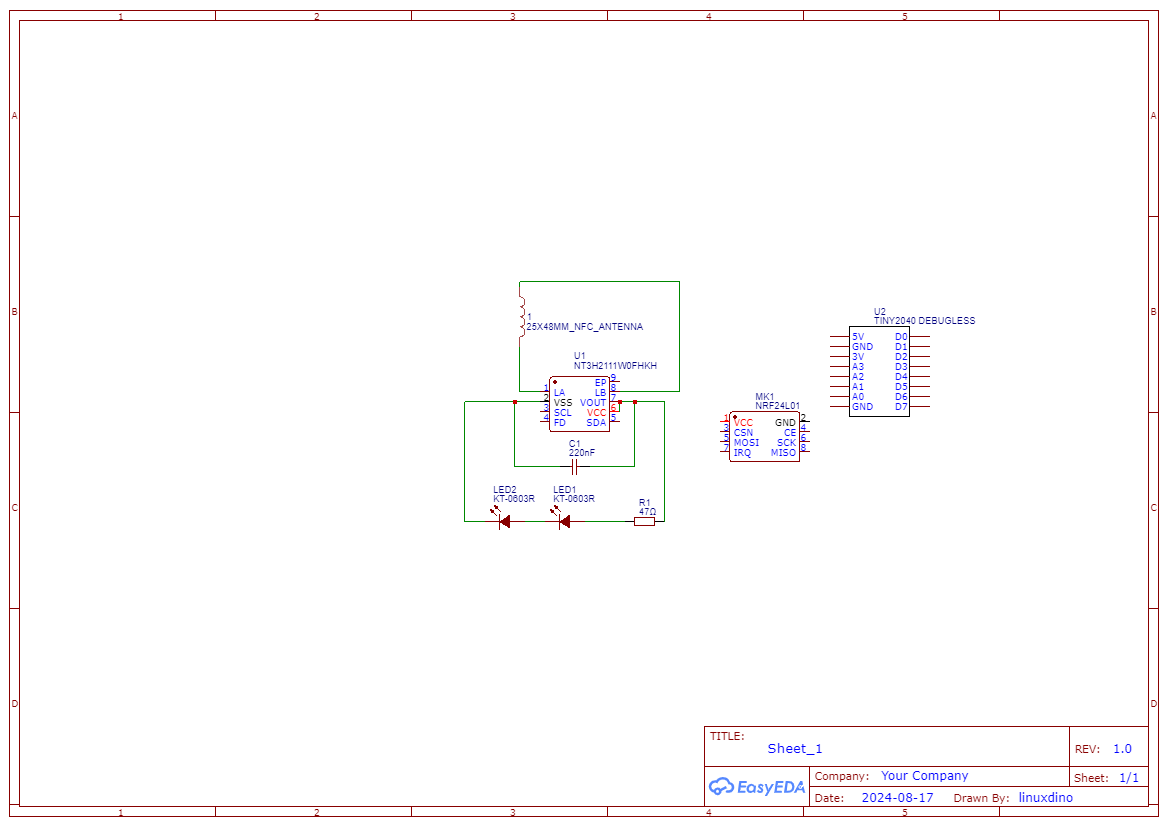 1 2 3 4 5
A A
B B
C C
D D
1
25X48MM_NFC_ANTENNA
U1
NT3H2111W0FHKH
1 LA
2 VSS
3 SCL
4 FD
EP 9
LB 8
VOUT 7
VCC 6
SDA 5
C1
220nF
LED2
KT-0603R
LED1
KT-0603R
R1
47Ω
MK1
NRF24L01
1 VCC GND 2
3 CSN CE 4
5 MOSI SCK 6
7 IRQ MISO 8
U2
TINY2040 DEBUGLESS
5V D0
GND D1
3V D2
A3 D3
A2 D4
A1 D5
A0 D6
GND D7
TITLE:
Sheet_1
REV: 1.0
EasyEDA
Company: Your Company
Sheet: 1/1
Date: 2024-08-17 Drawn By: linuxdino
1 2 3 4 5